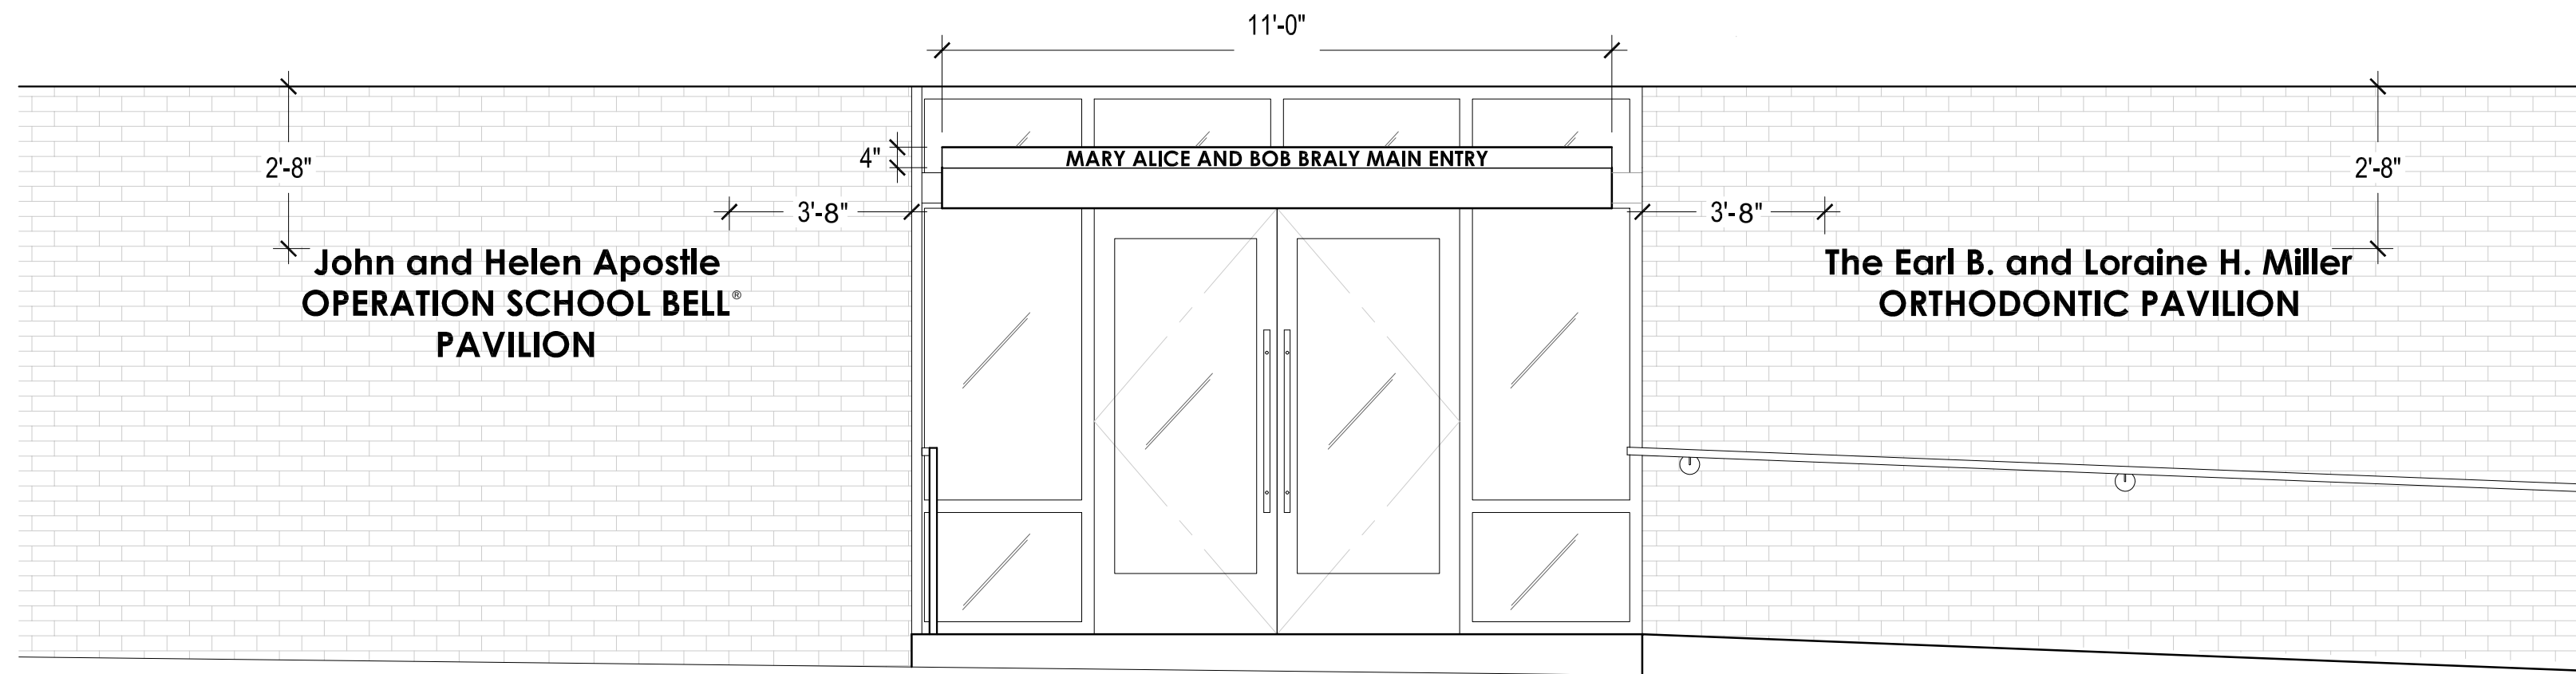 11'-0"
4"
MARY ALICE AND BOB BRALY MAIN ENTRY
2'-8"
2'-8"
3'-8"
3'-8"
John and Helen Apostle
OPERATION SCHOOL BELL®
PAVILION
The Earl B. and Loraine H. Miller
ORTHODONTIC PAVILION